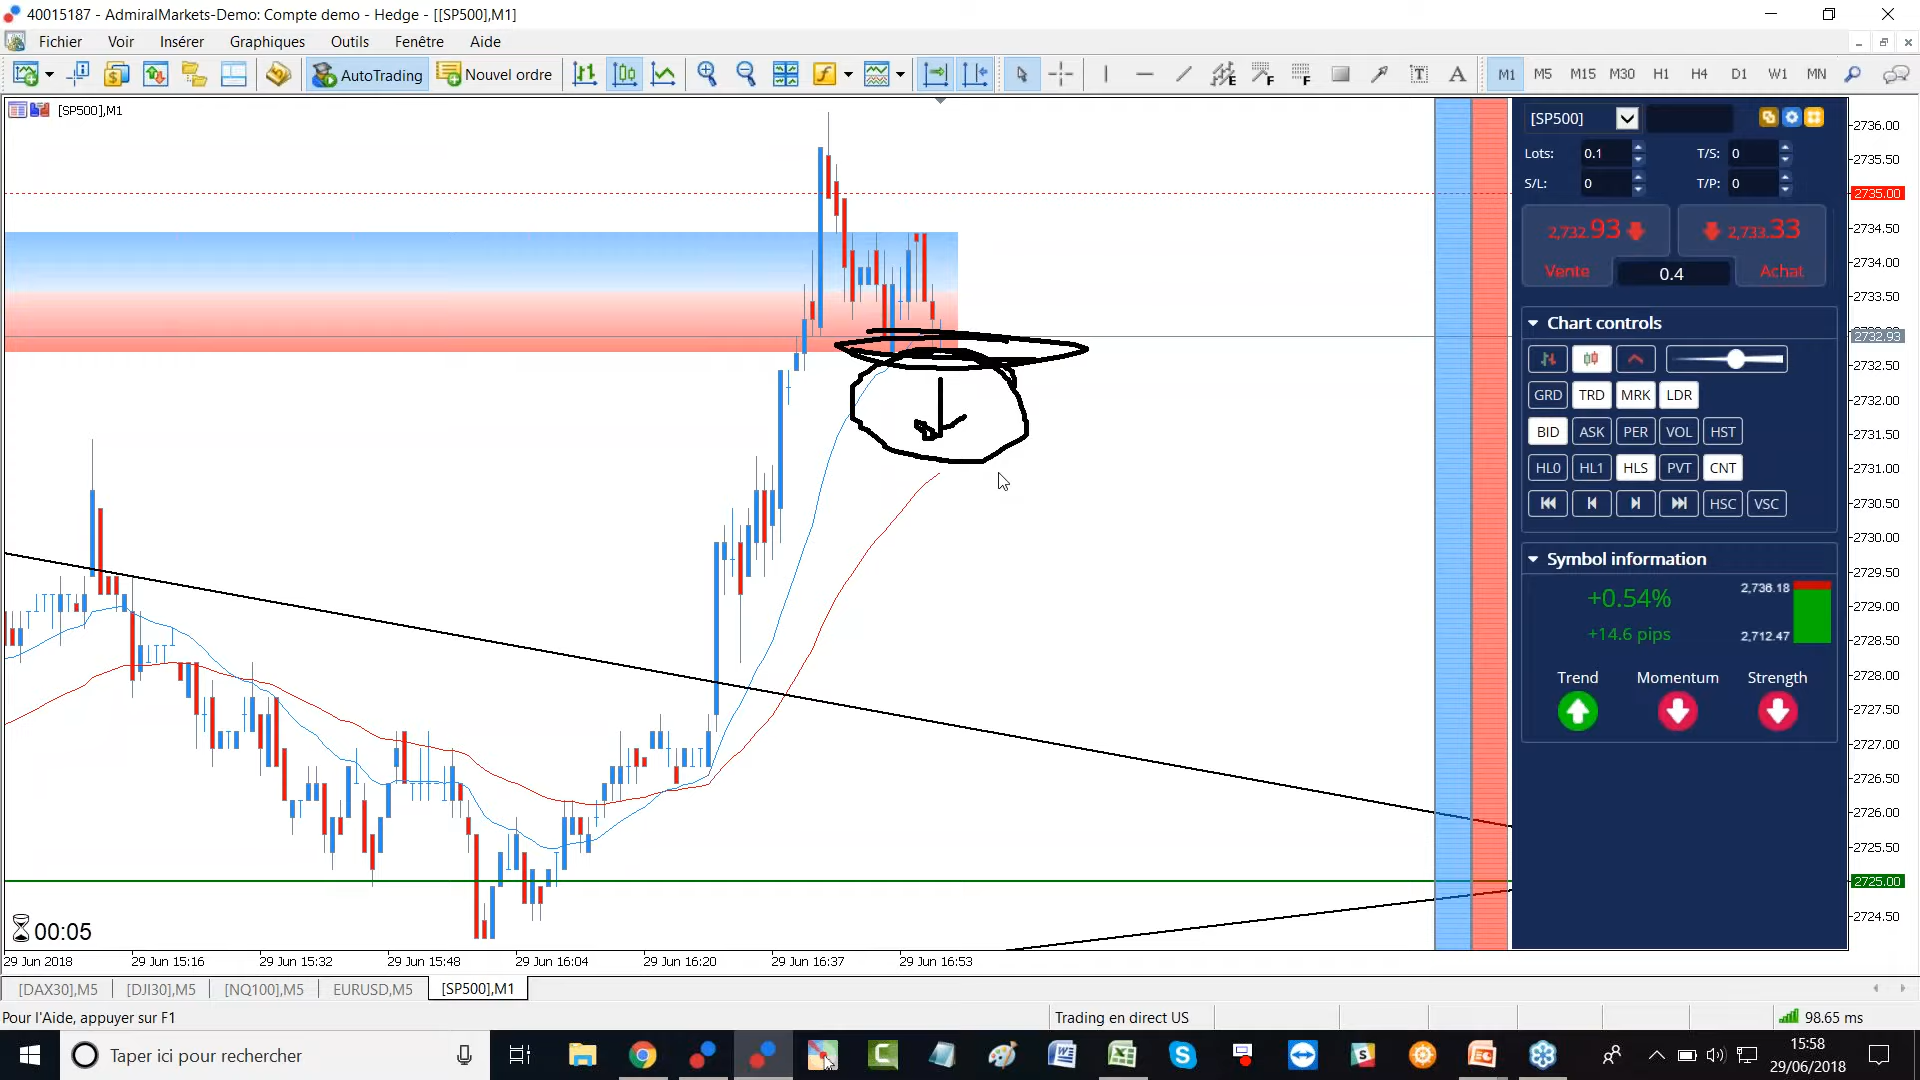 40015187 - AdmiralMarkets-Demo: Compte demo - Hedge - [[SP500],M1]
Fichier Voir Insérer Graphiques Outils Fenêtre Aide
AutoTrading Nouvel ordre M1 M5 M15 M30 H1 H4 D1 W1 MN
[SP500],M1
[SP500]
Lots: 0.1 T/S: 0
S/L: 0 T/P: 0
2,732.93 2,733.33
Vente 0.4 Achat
Chart controls
GRD TRD MRK LDR
BID ASK PER VOL HST
HL0 HL1 HLS PVT CNT
HSC VSC
Symbol information
+0.54% 2,736.18
+14.6 pips 2,712.47
Trend Momentum Strength
2736.00
2735.50
2735.00
2734.50
2734.00
2733.50
2732.93
2732.50
2732.00
2731.50
2731.00
2730.50
2730.00
2729.50
2729.00
2728.50
2728.00
2727.50
2727.00
2726.50
2726.00
2725.50
2725.00
2724.50
00:05
29 Jun 2018 29 Jun 15:16 29 Jun 15:32 29 Jun 15:48 29 Jun 16:04 29 Jun 16:20 29 Jun 16:37 29 Jun 16:53
[DAX30],M5 [DJI30],M5 [NQ100],M5 EURUSD,M5 [SP500],M1
Pour l'Aide, appuyer sur F1 Trading en direct US 98.65 ms
Taper ici pour rechercher 15:58
29/06/2018